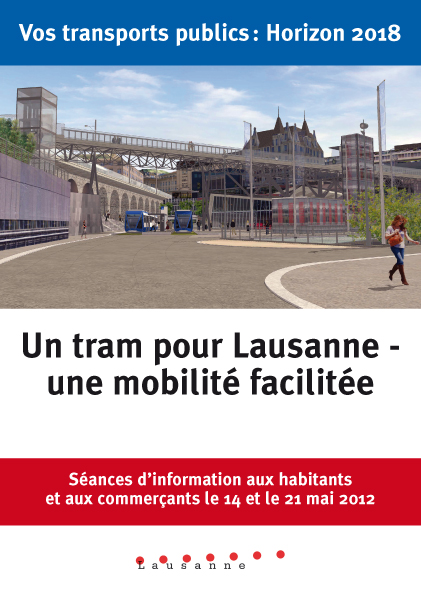 Vos transports publics : Horizon 2018
Un tram pour Lausanne -
une mobilité facilitée
Séances d’information aux habitants
et aux commerçants le 14 et le 21 mai 2012
Lausanne